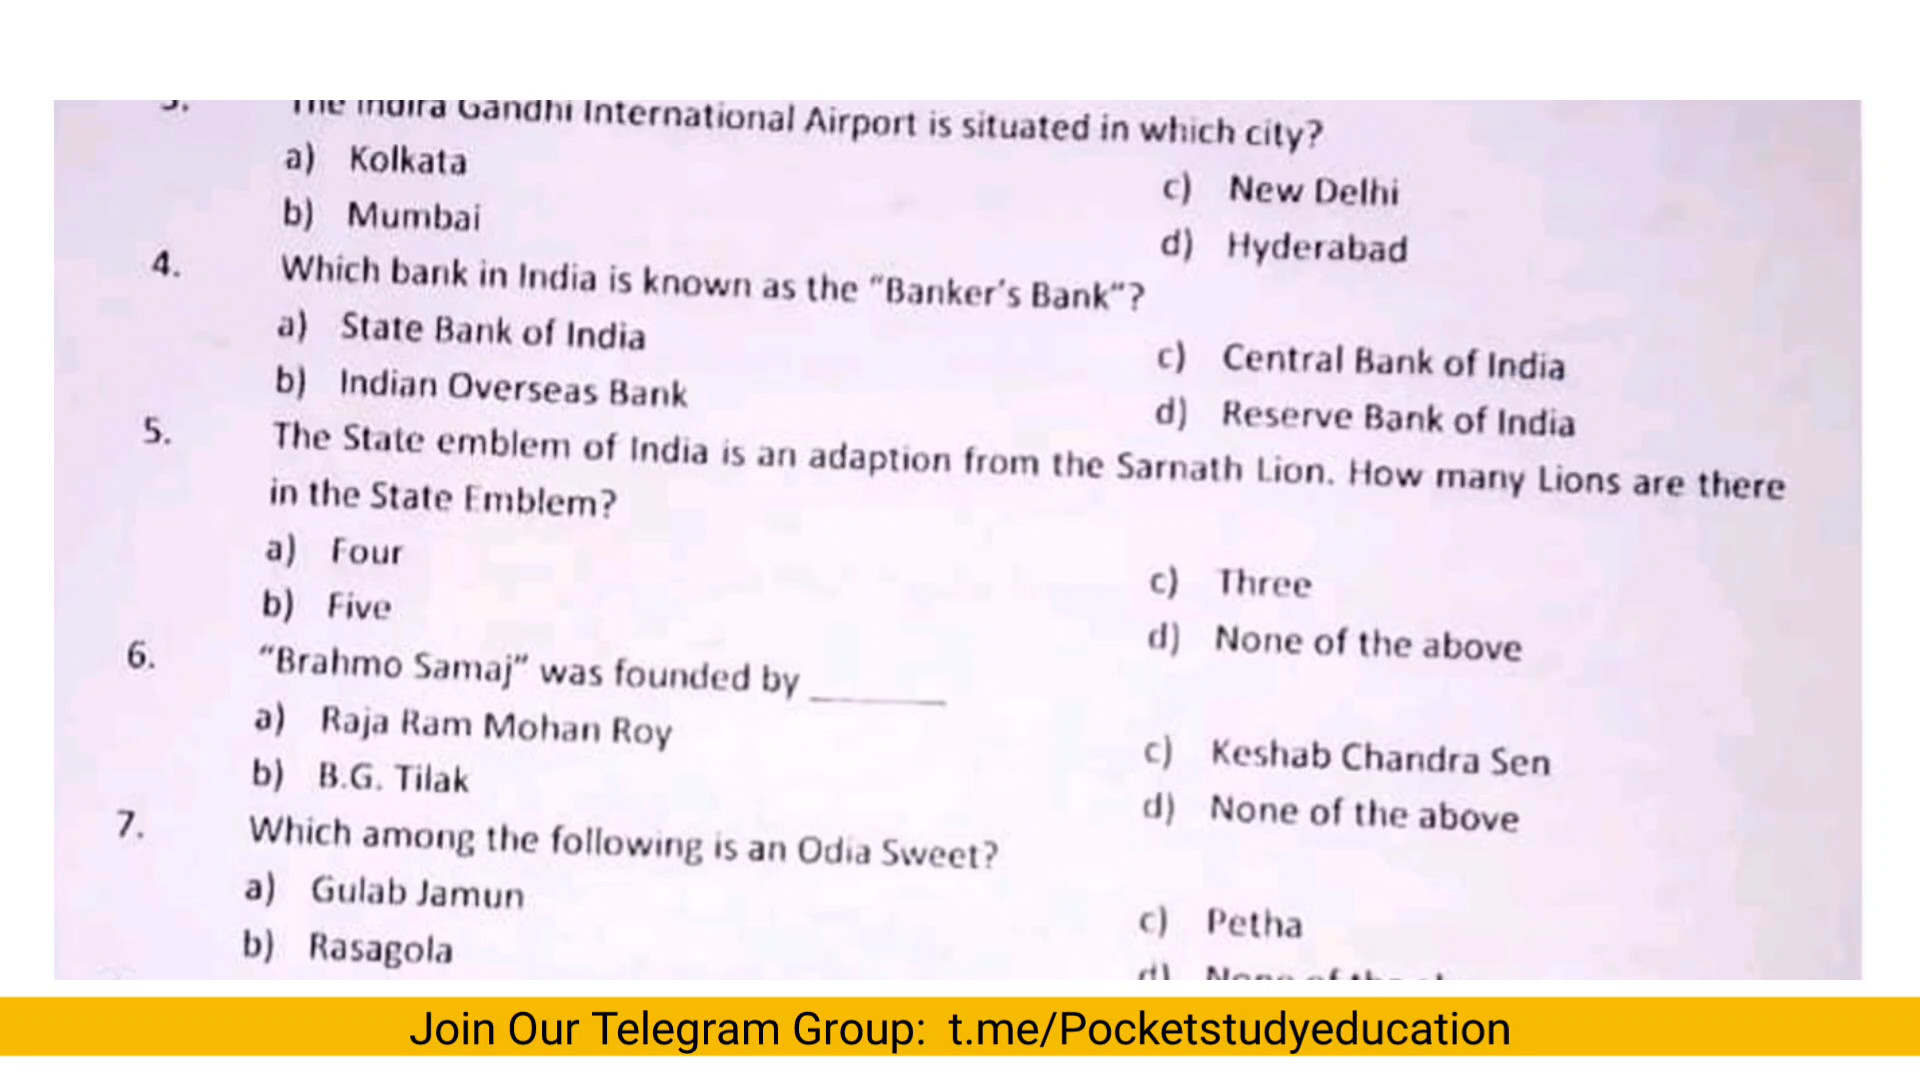 3. The Indira Gandhi International Airport is situated in which city?
a) Kolkata
c) New Delhi
b) Mumbai
d) Hyderabad
4. Which bank in India is known as the “Banker’s Bank”?
a) State Bank of India
c) Central Bank of India
b) Indian Overseas Bank
d) Reserve Bank of India
5. The State emblem of India is an adaption from the Sarnath Lion. How many Lions are there
in the State Emblem?
a) Four
c) Three
b) Five
d) None of the above
6. “Brahmo Samaj” was founded by ______
a) Raja Ram Mohan Roy
c) Keshab Chandra Sen
b) B.G. Tilak
d) None of the above
7. Which among the following is an Odia Sweet?
a) Gulab Jamun
c) Petha
b) Rasagola
d) None of the
Join Our Telegram Group: t.me/Pocketstudyeducation